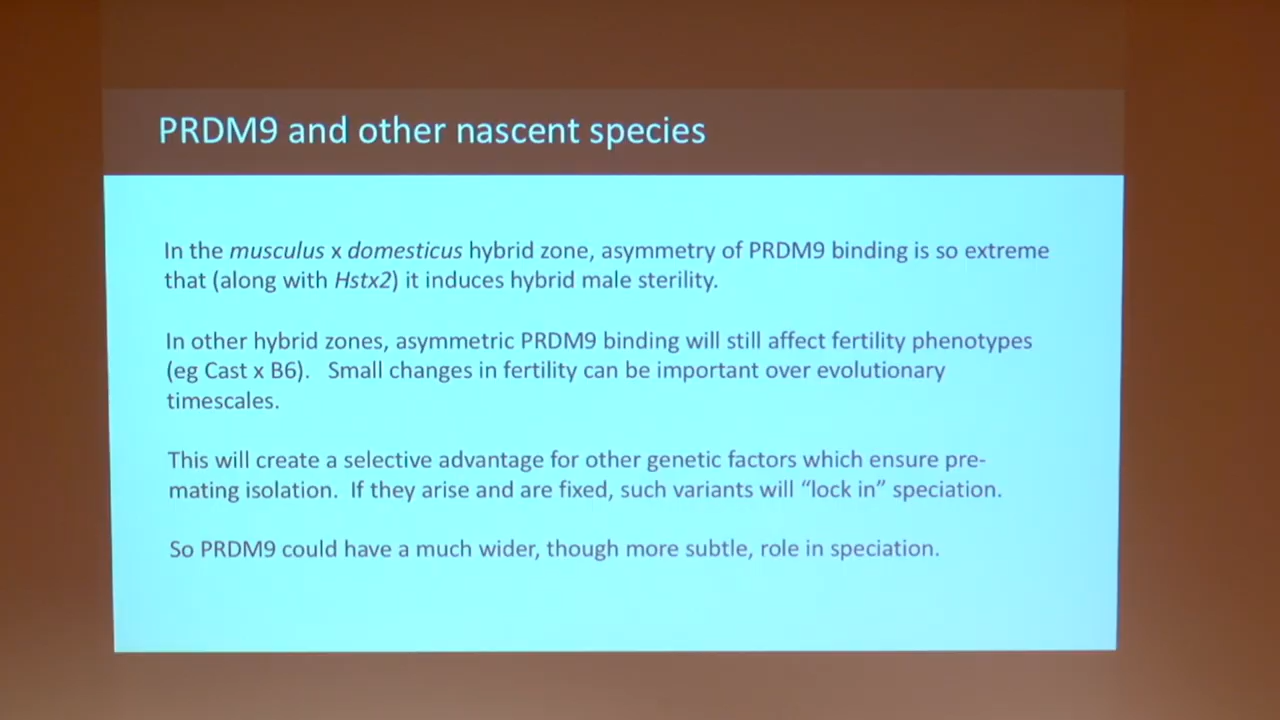 PRDM9 and other nascent species
In the musculus x domesticus hybrid zone, asymmetry of PRDM9 binding is so extreme
that (along with Hstx2) it induces hybrid male sterility.
In other hybrid zones, asymmetric PRDM9 binding will still affect fertility phenotypes
(eg Cast x B6).   Small changes in fertility can be important over evolutionary
timescales.
This will create a selective advantage for other genetic factors which ensure pre-
mating isolation.  If they arise and are fixed, such variants will “lock in” speciation.
So PRDM9 could have a much wider, though more subtle, role in speciation.